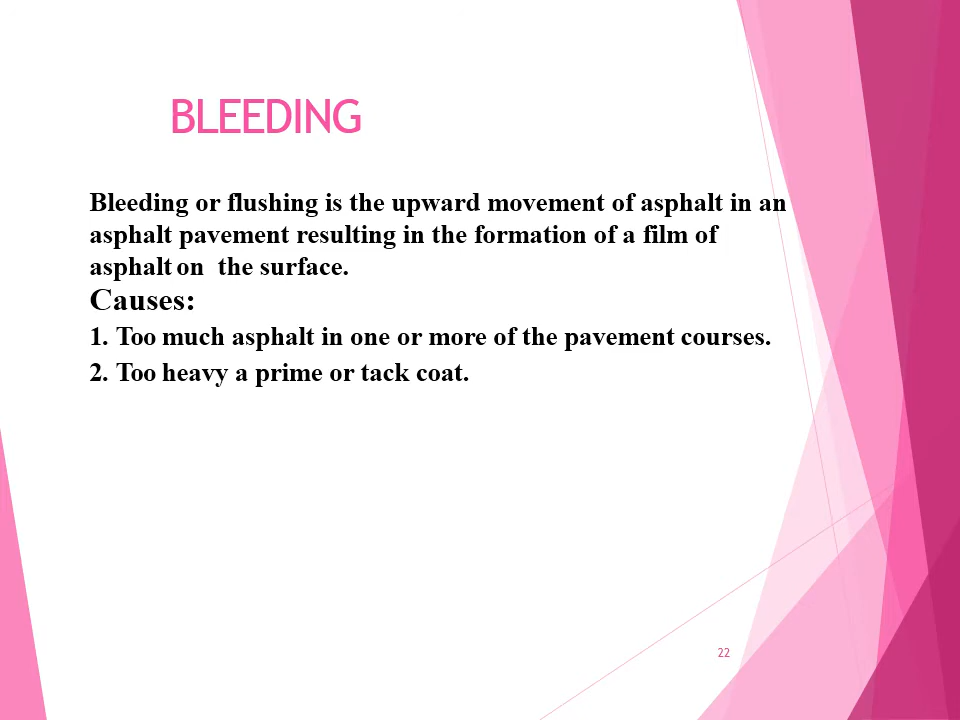 BLEEDING
Bleeding or flushing is the upward movement of asphalt in an
asphalt pavement resulting in the formation of a film of
asphalt on the surface.
Causes:
1. Too much asphalt in one or more of the pavement courses.
2. Too heavy a prime or tack coat.
22